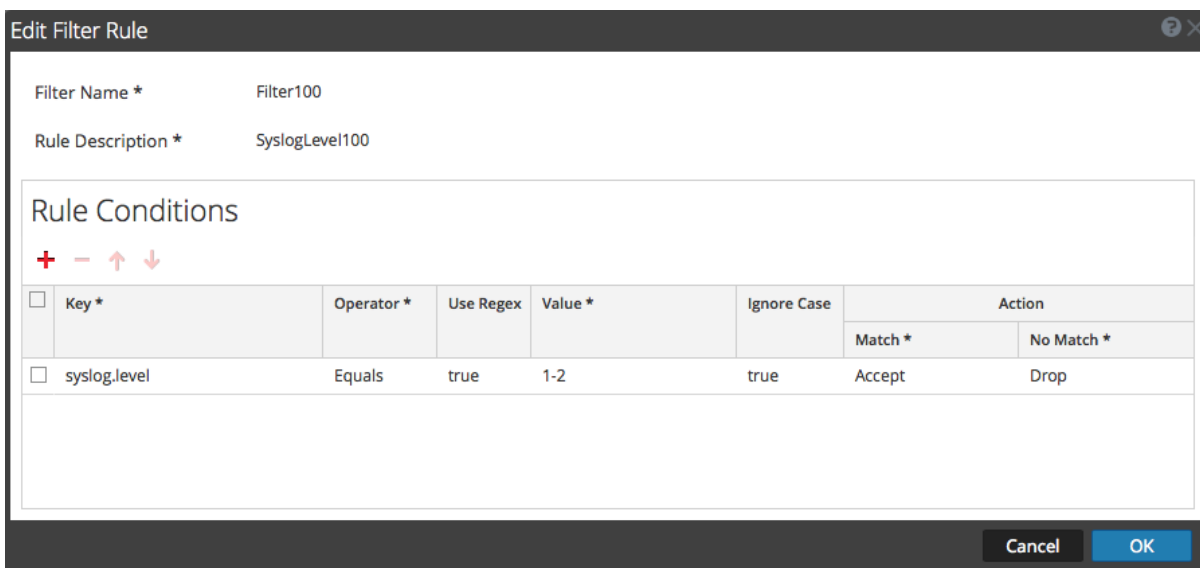 Edit Filter Rule
Filter Name * Filter100
Rule Description * SyslogLevel100
Rule Conditions
Key * Operator * Use Regex Value * Ignore Case Action
Match * No Match *
syslog.level Equals true 1-2 true Accept Drop
Cancel OK